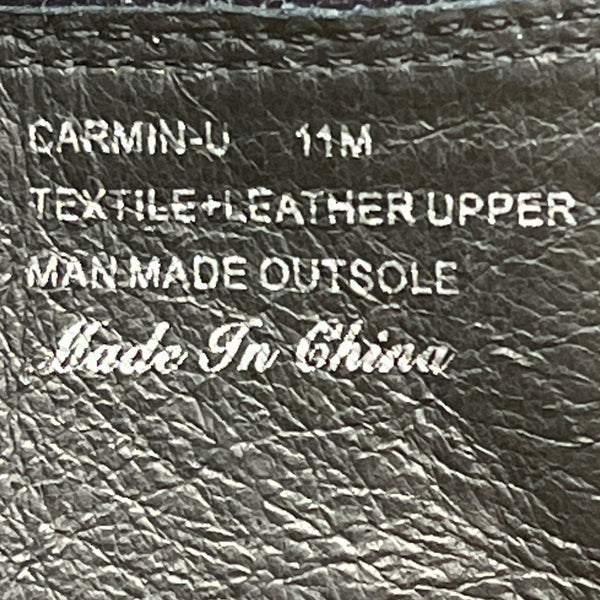 CARMIN-U 11M
TEXTILE+LEATHER UPPER
MAN MADE OUTSOLE
Made In China